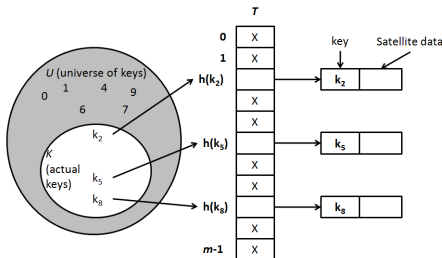 T
0 X
key
Satellite data
1 X
U (universe of keys)
0 1 4 9
6 7
h(k2)
k2
k2
X
X
K
(actual
keys)
h(k5)
k5
k5
X
X
k8
h(k8)
k8
X
m-1 X